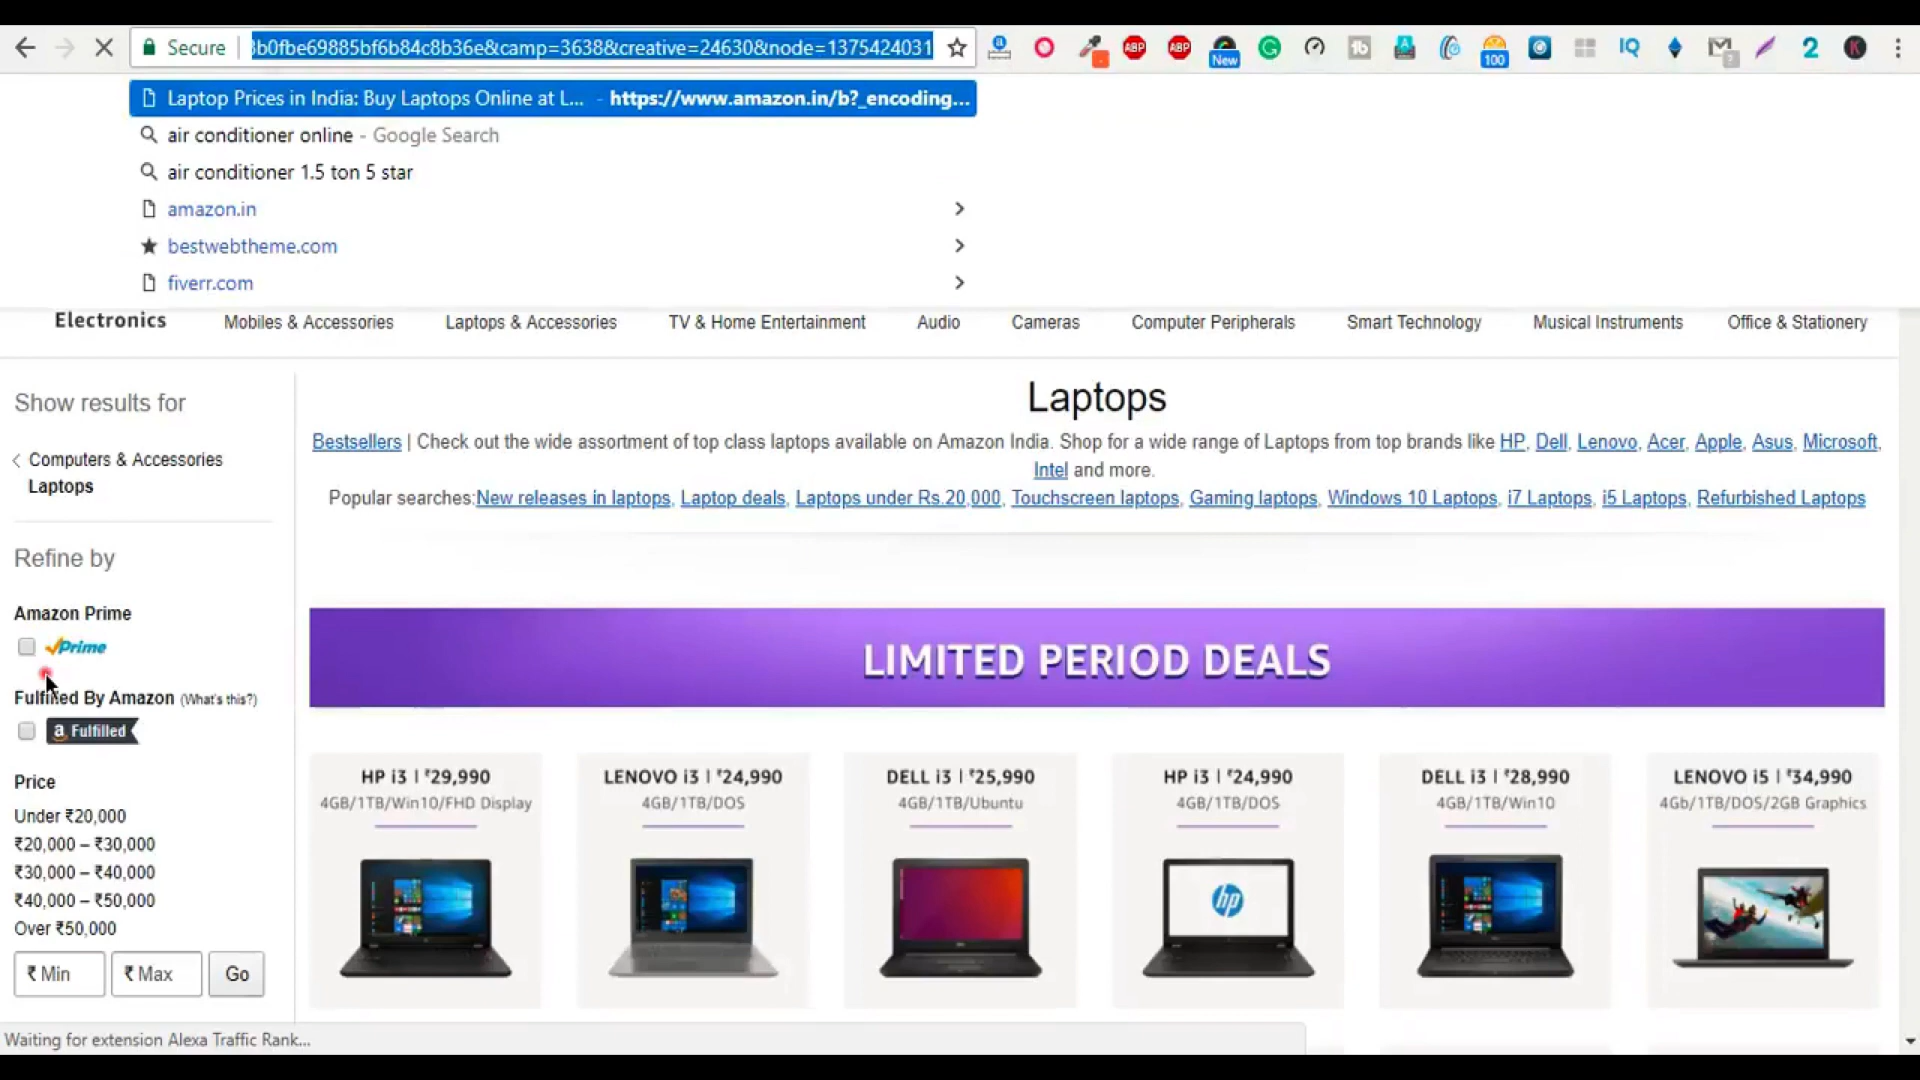 Secure 3b0fbe69885bf6b84c8b36e&camp=3638&creative=24630&node=1375424031
ABP ABP New 100 IQ 2 K
Laptop Prices in India: Buy Laptops Online at L... - https://www.amazon.in/b?_encoding...
air conditioner online - Google Search
air conditioner 1.5 ton 5 star
amazon.in
bestwebtheme.com
fiverr.com
Electronics Mobiles & Accessories Laptops & Accessories TV & Home Entertainment Audio Cameras Computer Peripherals Smart Technology Musical Instruments Office & Stationery
Show results for
Computers & Accessories
Laptops
Refine by
Amazon Prime
Prime
Fulfilled By Amazon (What's this?)
a Fulfilled
Price
Under ₹20,000
₹20,000 – ₹30,000
₹30,000 – ₹40,000
₹40,000 – ₹50,000
Over ₹50,000
₹ Min ₹ Max Go
Laptops
Bestsellers | Check out the wide assortment of top class laptops available on Amazon India. Shop for a wide range of Laptops from top brands like HP, Dell, Lenovo, Acer, Apple, Asus, Microsoft,
Intel and more.
Popular searches:New releases in laptops, Laptop deals, Laptops under Rs.20,000, Touchscreen laptops, Gaming laptops, Windows 10 Laptops, i7 Laptops, i5 Laptops, Refurbished Laptops
LIMITED PERIOD DEALS
HP i3 | ₹29,990
4GB/1TB/Win10/FHD Display
LENOVO i3 | ₹24,990
4GB/1TB/DOS
DELL i3 | ₹25,990
4GB/1TB/Ubuntu
HP i3 | ₹24,990
4GB/1TB/DOS
hp
DELL i3 | ₹28,990
4GB/1TB/Win10
LENOVO i5 | ₹34,990
4Gb/1TB/DOS/2GB Graphics
Waiting for extension Alexa Traffic Rank...